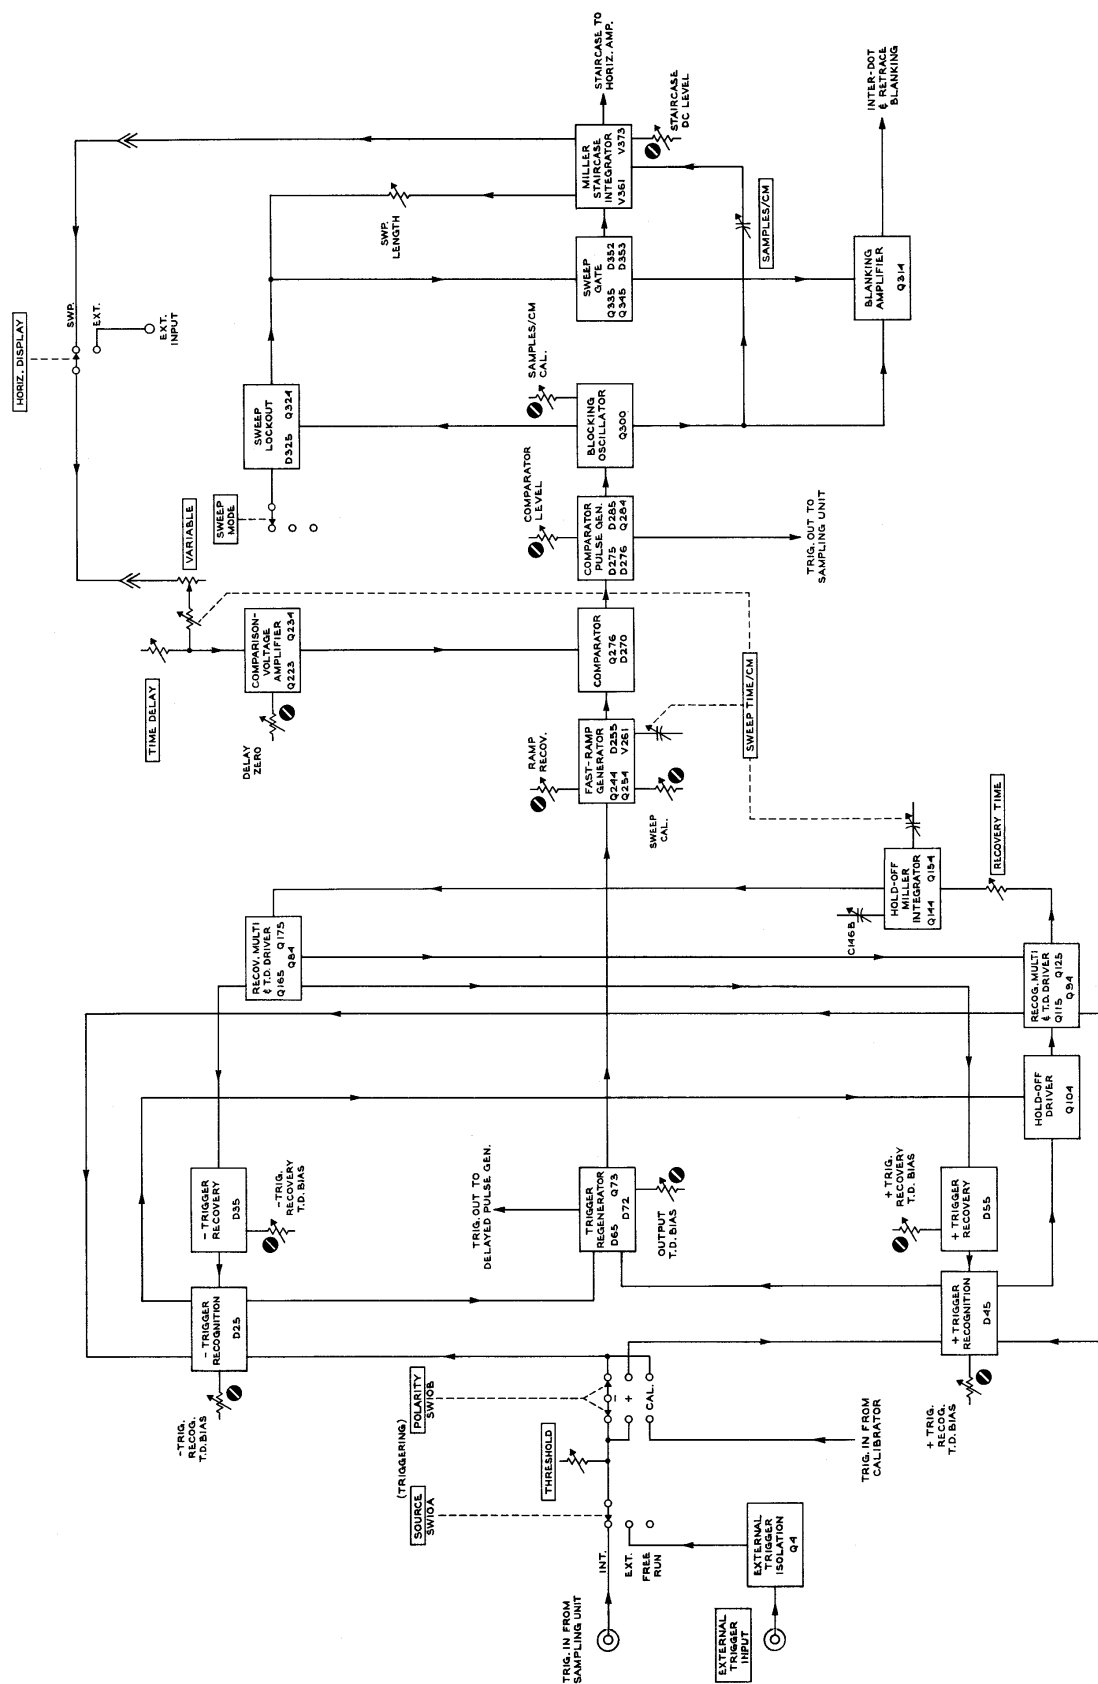 TRIG. IN FROM
SAMPLING UNIT
EXTERNAL
TRIGGER
INPUT
EXTERNAL
TRIGGER
ISOLATION
Q4
INT.
EXT.
FREE
RUN
(TRIGGERING)
SOURCE
SW10A
THRESHOLD
POLARITY
SW10B
−
+
CAL.
TRIG. IN FROM
CALIBRATOR
−TRIG.
RECOG.
T.D. BIAS
− TRIGGER
RECOGNITION
D25
− TRIGGER
RECOVERY
D35
−TRIG.
RECOVERY
T.D. BIAS
+ TRIG.
RECOG.
T.D. BIAS
+ TRIGGER
RECOGNITION
D45
+ TRIGGER
RECOVERY
D55
+ TRIG.
RECOVERY
T.D. BIAS
TRIG. OUT TO
DELAYED PULSE GEN.
TRIGGER
REGENERATOR
D65 Q73
D72
OUTPUT
T.D. BIAS
HOLD-OFF
DRIVER
Q104
RECOG. MULTI
& T.D. DRIVER
Q115 Q125
Q94
RECOV. MULTI
& T.D. DRIVER
Q165 Q175
Q84
C146B
HOLD-OFF
MILLER
INTEGRATOR
Q144 Q154
RECOVERY TIME
RAMP
RECOV.
FAST-RAMP
GENERATOR
Q244 D255
Q254 V261
SWEEP
CAL.
SWEEP TIME/CM
TIME DELAY
VARIABLE
DELAY
ZERO
COMPARISON-
VOLTAGE
AMPLIFIER
Q223 Q234
COMPARATOR
Q276
D270
COMPARATOR
LEVEL
COMPARATOR
PULSE GEN.
D275 D285
D276 Q284
TRIG. OUT TO
SAMPLING UNIT
SWEEP
MODE
SWEEP
LOCKOUT
D325 Q324
SAMPLES/CM
CAL.
BLOCKING
OSCILLATOR
Q300
HORIZ. DISPLAY
SWP.
EXT.
EXT.
INPUT
SWP.
LENGTH
SWEEP
GATE
Q335 D352
Q345 D353
MILLER
STAIRCASE
INTEGRATOR
V361 V373
STAIRCASE TO
HORIZ. AMP.
STAIRCASE
DC LEVEL
SAMPLES/CM
BLANKING
AMPLIFIER
Q314
INTER-DOT
& RETRACE
BLANKING